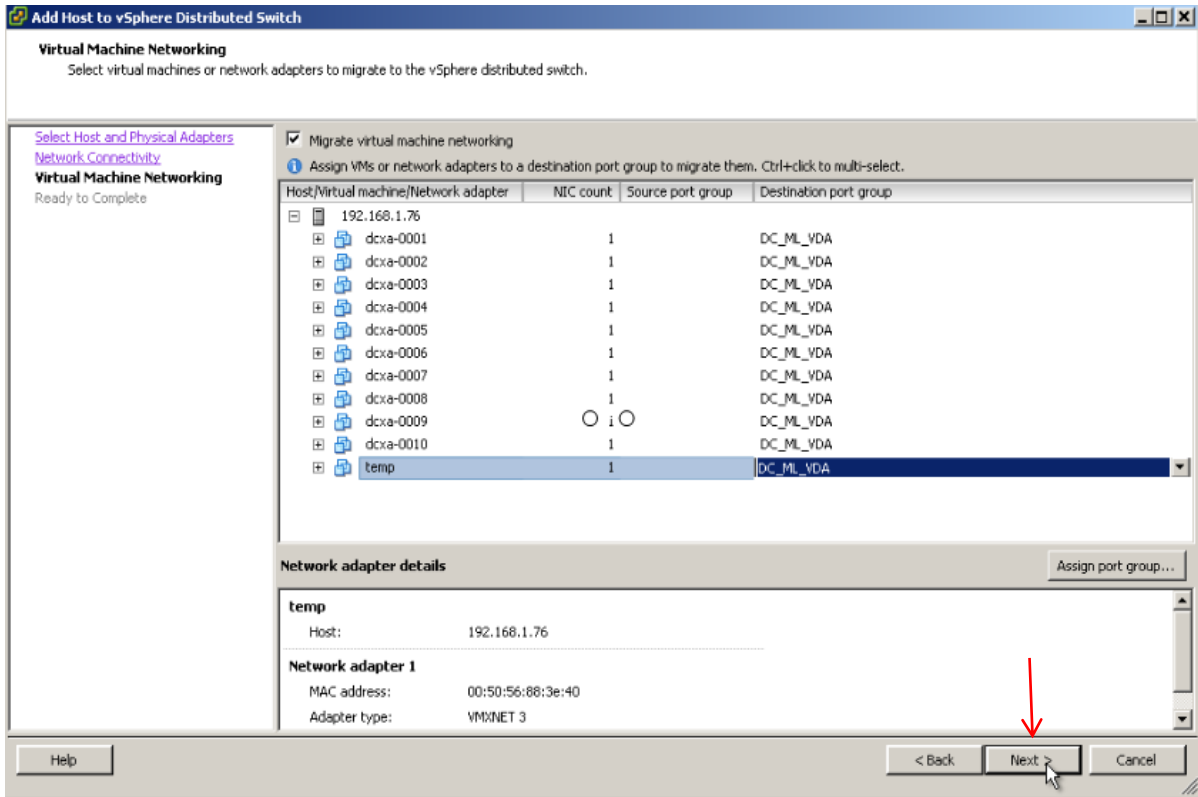 Add Host to vSphere Distributed Switch
Virtual Machine Networking
Select virtual machines or network adapters to migrate to the vSphere distributed switch.
Select Host and Physical Adapters
Network Connectivity
Virtual Machine Networking
Ready to Complete
Migrate virtual machine networking
Assign VMs or network adapters to a destination port group to migrate them. Ctrl+click to multi-select.
Host/Virtual machine/Network adapter NIC count Source port group Destination port group
192.168.1.76
dcxa-0001 1 DC_ML_VDA
dcxa-0002 1 DC_ML_VDA
dcxa-0003 1 DC_ML_VDA
dcxa-0004 1 DC_ML_VDA
dcxa-0005 1 DC_ML_VDA
dcxa-0006 1 DC_ML_VDA
dcxa-0007 1 DC_ML_VDA
dcxa-0008 1 DC_ML_VDA
dcxa-0009 i DC_ML_VDA
dcxa-0010 1 DC_ML_VDA
temp 1 DC_ML_VDA
Network adapter details Assign port group...
temp
Host: 192.168.1.76
Network adapter 1
MAC address: 00:50:56:88:3e:40
Adapter type: VMXNET 3
Help < Back Next > Cancel